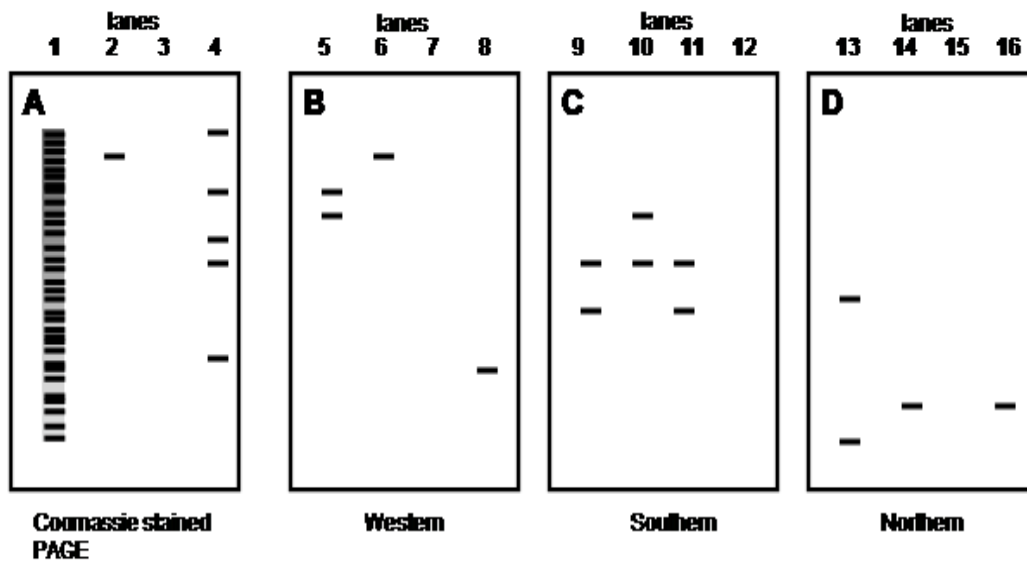 lanes lanes lanes lanes
1 2 3 4 5 6 7 8 9 10 11 12 13 14 15 16
A B C D
Coomassie stained Western Southern Northern
PAGE